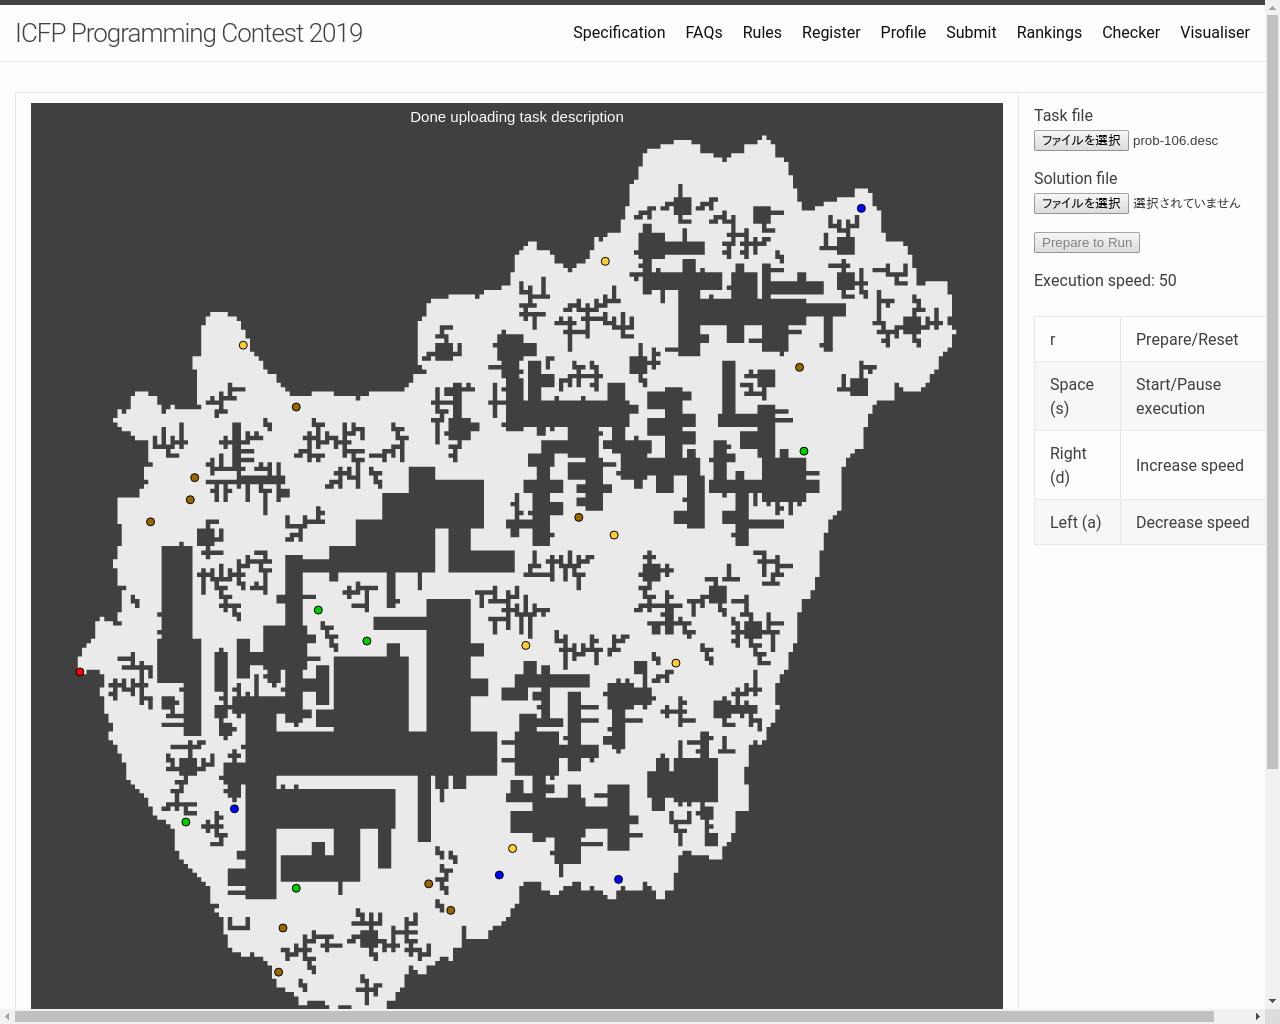 ICFP Programming Contest 2019
Specification FAQs Rules Register Profile Submit Rankings Checker Visualiser
Done uploading task description
Task file
ファイルを選択 prob-106.desc
Solution file
ファイルを選択 選択されていません
Prepare to Run
Execution speed: 50
r Prepare/Reset
Space (s) Start/Pause execution
Right (d) Increase speed
Left (a) Decrease speed